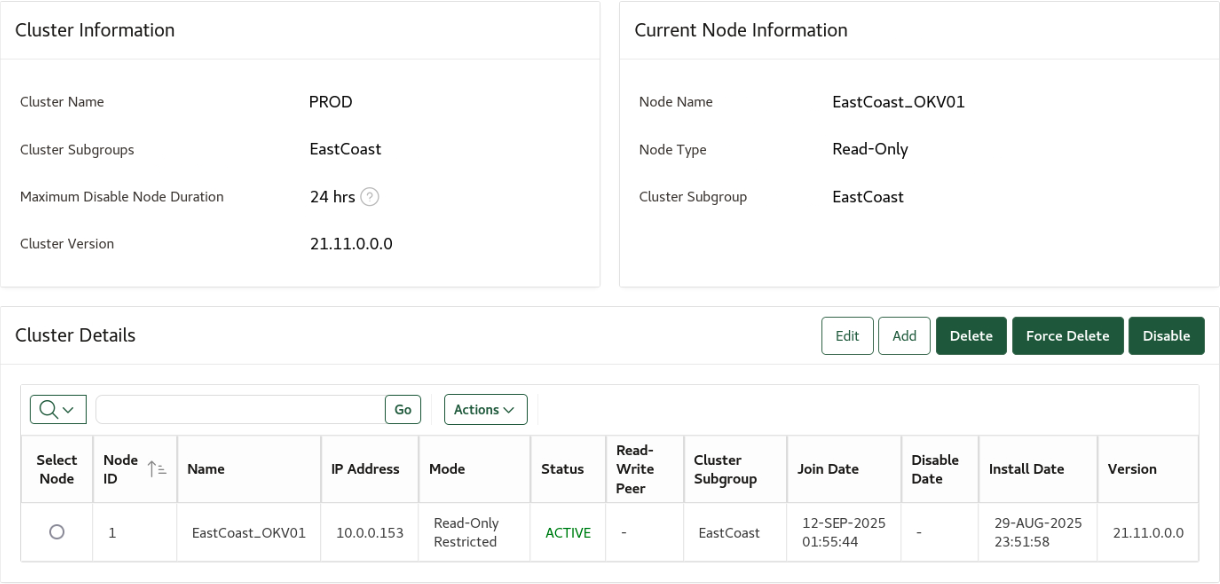 Cluster Information
Cluster Name PROD
Cluster Subgroups EastCoast
Maximum Disable Node Duration 24 hrs ?
Cluster Version 21.11.0.0.0
Current Node Information
Node Name EastCoast_OKV01
Node Type Read-Only
Cluster Subgroup EastCoast
Cluster Details Edit Add Delete Force Delete Disable
Go Actions
Select Node Node ID Name IP Address Mode Status Read-Write Peer Cluster Subgroup Join Date Disable Date Install Date Version
1 EastCoast_OKV01 10.0.0.153 Read-Only Restricted ACTIVE - EastCoast 12-SEP-2025 01:55:44 - 29-AUG-2025 23:51:58 21.11.0.0.0